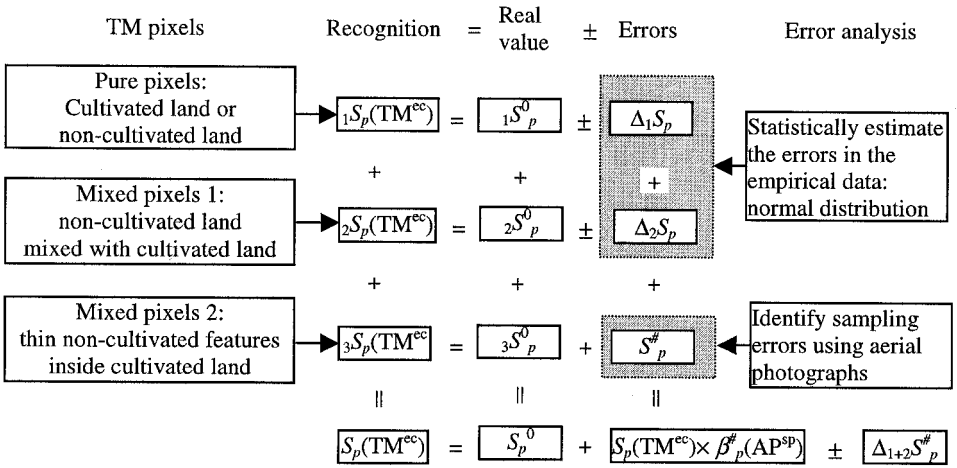 TM pixels Recognition = Real value ± Errors Error analysis
Pure pixels:
Cultivated land or
non-cultivated land
₁Sₚ(TMᵉᶜ) = ₁S⁰ₚ ± Δ₁Sₚ
Statistically estimate
the errors in the
empirical data:
normal distribution
+ + +
Mixed pixels 1:
non-cultivated land
mixed with cultivated land
₂Sₚ(TMᵉᶜ) = ₂S⁰ₚ ± Δ₂Sₚ
+ + +
Mixed pixels 2:
thin non-cultivated features
inside cultivated land
₃Sₚ(TMᵉᶜ = ₃S⁰ₚ + S#ₚ
Identify sampling
errors using aerial
photographs
|| || ||
Sₚ(TMᵉᶜ) = Sₚ⁰ + Sₚ(TMᵉᶜ)× β#ₚ(APˢᵖ) ± Δ₁₊₂S#ₚ